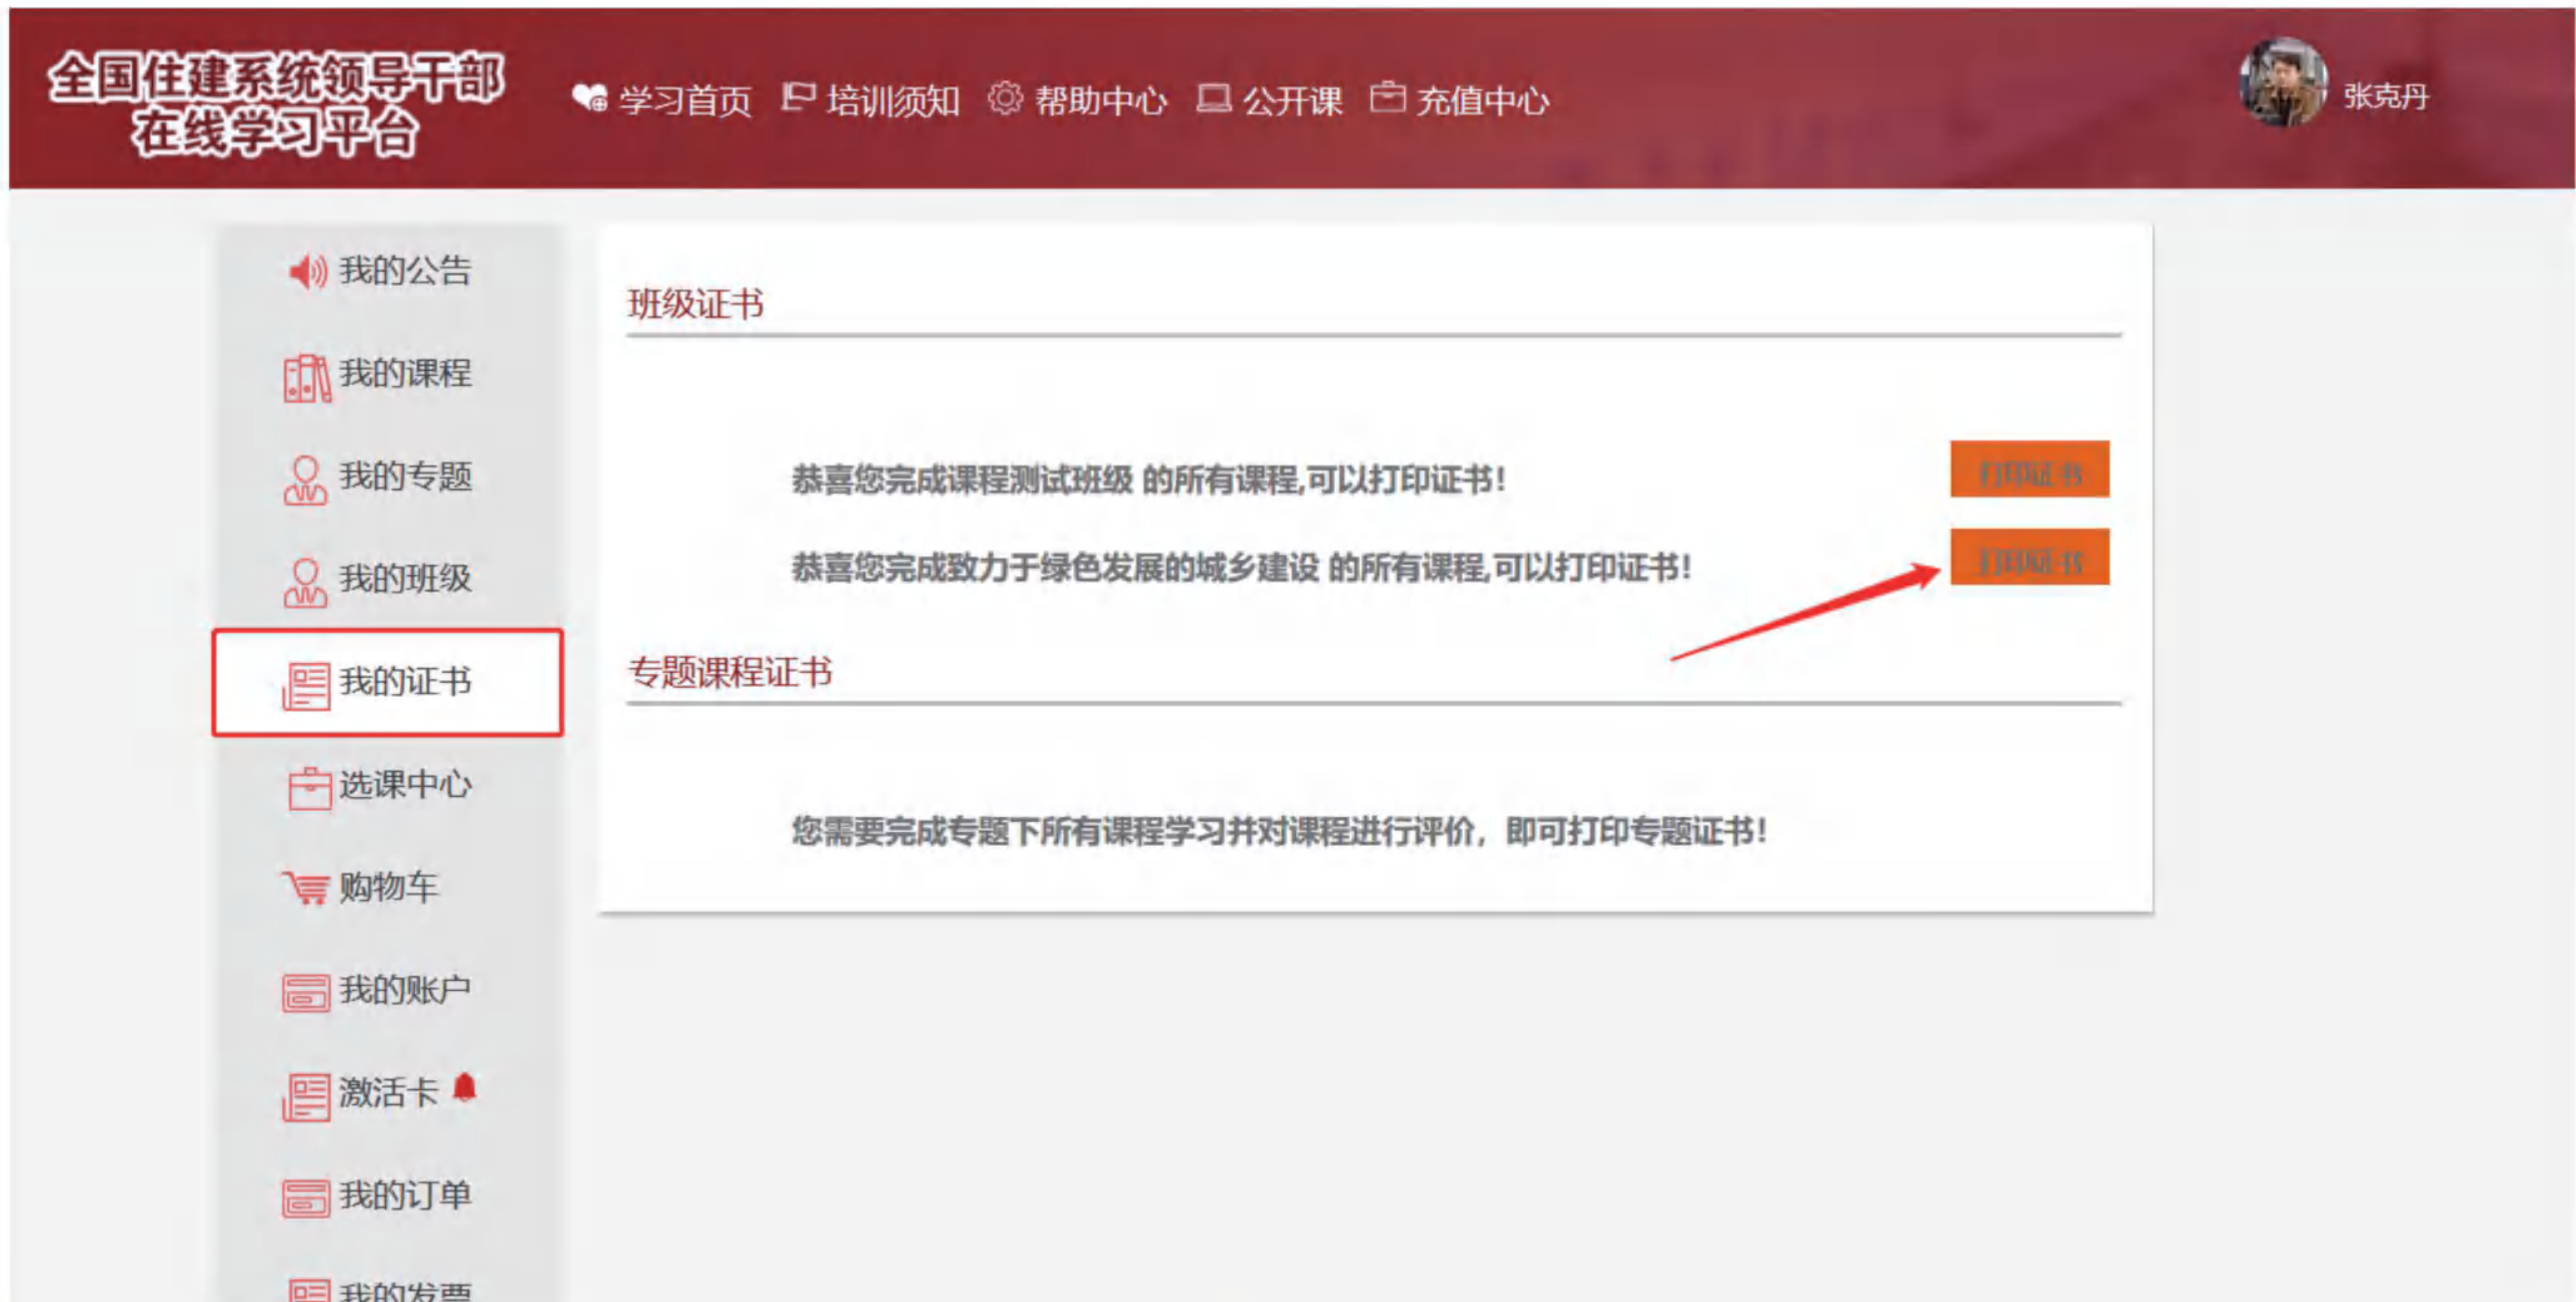 全国住建系统领导干部
在线学习平台
学习首页 培训须知 帮助中心 公开课 充值中心
张克丹
我的公告
我的课程
我的专题
我的班级
我的证书
选课中心
购物车
我的账户
激活卡
我的订单
我的发票
班级证书
恭喜您完成课程测试班级 的所有课程,可以打印证书!
打印证书
恭喜您完成致力于绿色发展的城乡建设 的所有课程,可以打印证书!
打印证书
专题课程证书
您需要完成专题下所有课程学习并对课程进行评价，即可打印专题证书!